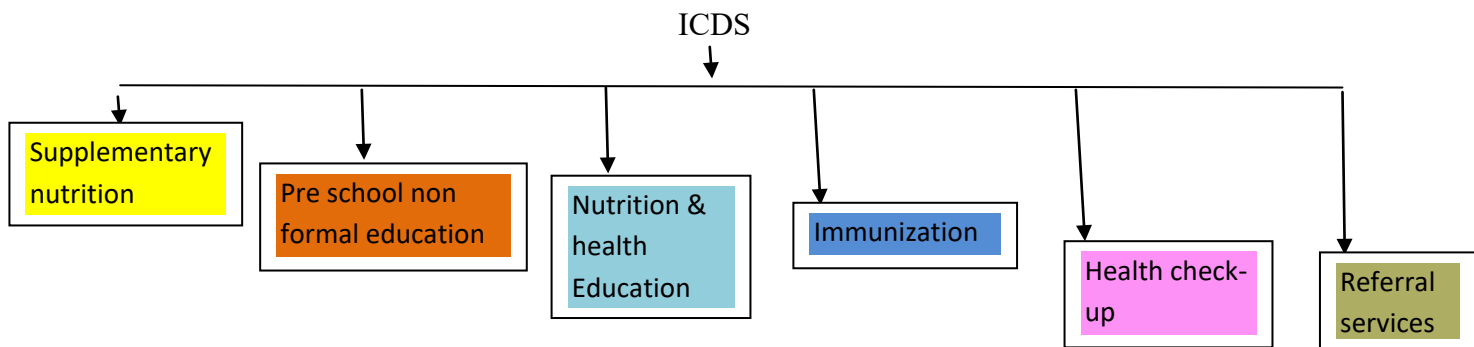 ICDS
Supplementary
nutrition
Pre school non
formal education
Nutrition &
health
Education
Immunization
Health check-
up
Referral
services